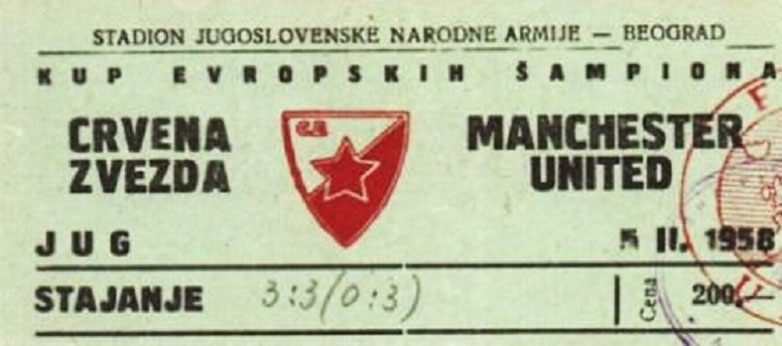 STADION JUGOSLOVENSKE NARODNE ARMIJE — BEOGRAD
KUP EVROPSKIH ŠAMPIONA
CRVENA ZVEZDA
MANCHESTER UNITED
JUG
5 II. 1958
STAJANJE 3:3 (0:3)
Cena 200.—